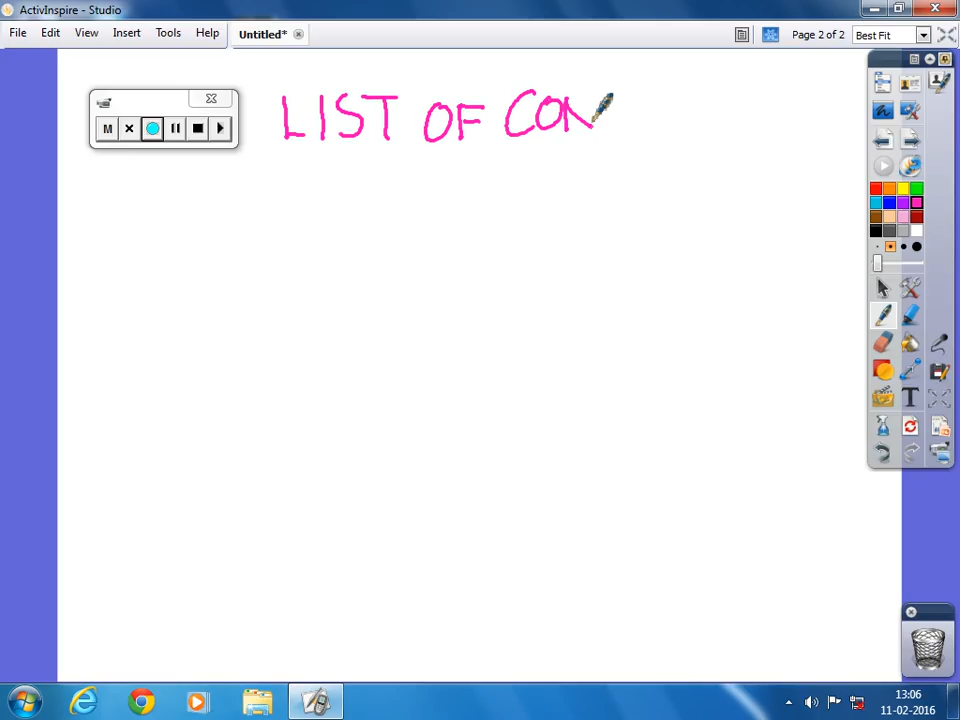 ActivInspire - Studio
File Edit View Insert Tools Help Untitled* Page 2 of 2 Best Fit
LIST OF CON
M
T
13:06
11-02-2016